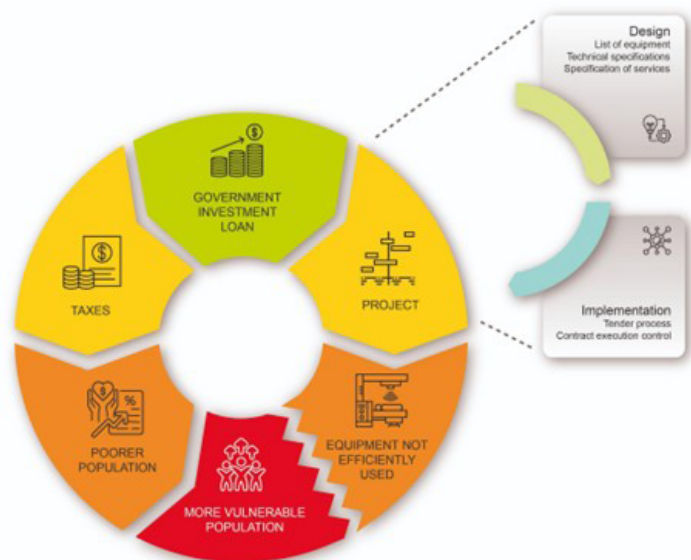 Design
List of equipment
Technical specifications
Specification of services
GOVERNMENT
INVESTMENT
LOAN
PROJECT
Implementation
Tender process
Contract execution control
EQUIPMENT NOT
EFFICIENTLY
USED
MORE VULNERABLE
POPULATION
POORER
POPULATION
TAXES
$
$
$
%